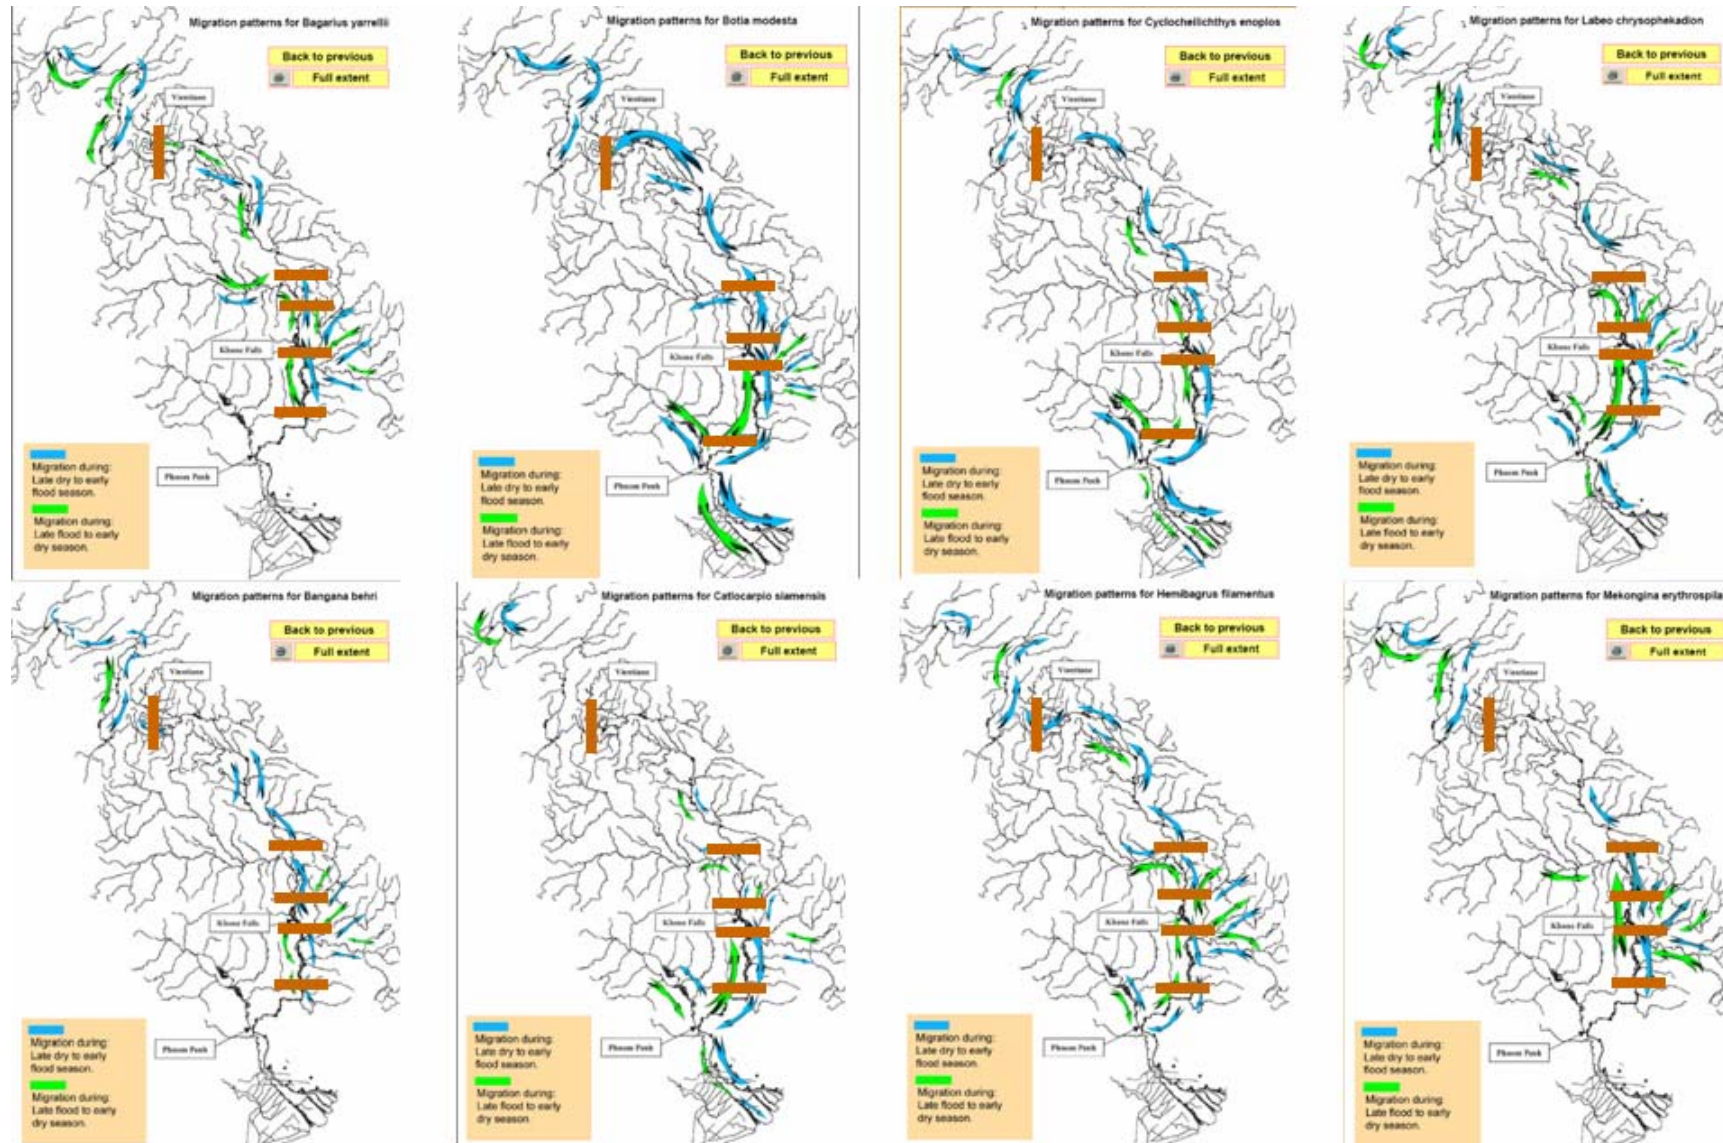 Migration patterns for Bagarius yarrellii
Back to previous
Full extent
Vientiane
Khone Falls
Phnom Penh
Migration during:
Late dry to early
flood season.
Migration during:
Late flood to early
dry season.
Migration patterns for Botia modesta
Back to previous
Full extent
Vientiane
Khone Falls
Phnom Penh
Migration during:
Late dry to early
flood season.
Migration during:
Late flood to early
dry season.
Migration patterns for Cyclocheilichthys enoplos
Back to previous
Full extent
Vientiane
Khone Falls
Phnom Penh
Migration during:
Late dry to early
flood season.
Migration during:
Late flood to early
dry season.
Migration patterns for Labeo chrysophekadion
Back to previous
Full extent
Vientiane
Khone Falls
Phnom Penh
Migration during:
Late dry to early
flood season.
Migration during:
Late flood to early
dry season.
Migration patterns for Bangana behri
Back to previous
Full extent
Vientiane
Khone Falls
Phnom Penh
Migration during:
Late dry to early
flood season.
Migration during:
Late flood to early
dry season.
Migration patterns for Catlocarpio siamensis
Back to previous
Full extent
Vientiane
Khone Falls
Phnom Penh
Migration during:
Late dry to early
flood season.
Migration during:
Late flood to early
dry season.
Migration patterns for Hemibagrus filamentus
Back to previous
Full extent
Vientiane
Khone Falls
Phnom Penh
Migration during:
Late dry to early
flood season.
Migration during:
Late flood to early
dry season.
Migration patterns for Mekongina erythrospila
Back to previous
Full extent
Vientiane
Khone Falls
Phnom Penh
Migration during:
Late dry to early
flood season.
Migration during:
Late flood to early
dry season.